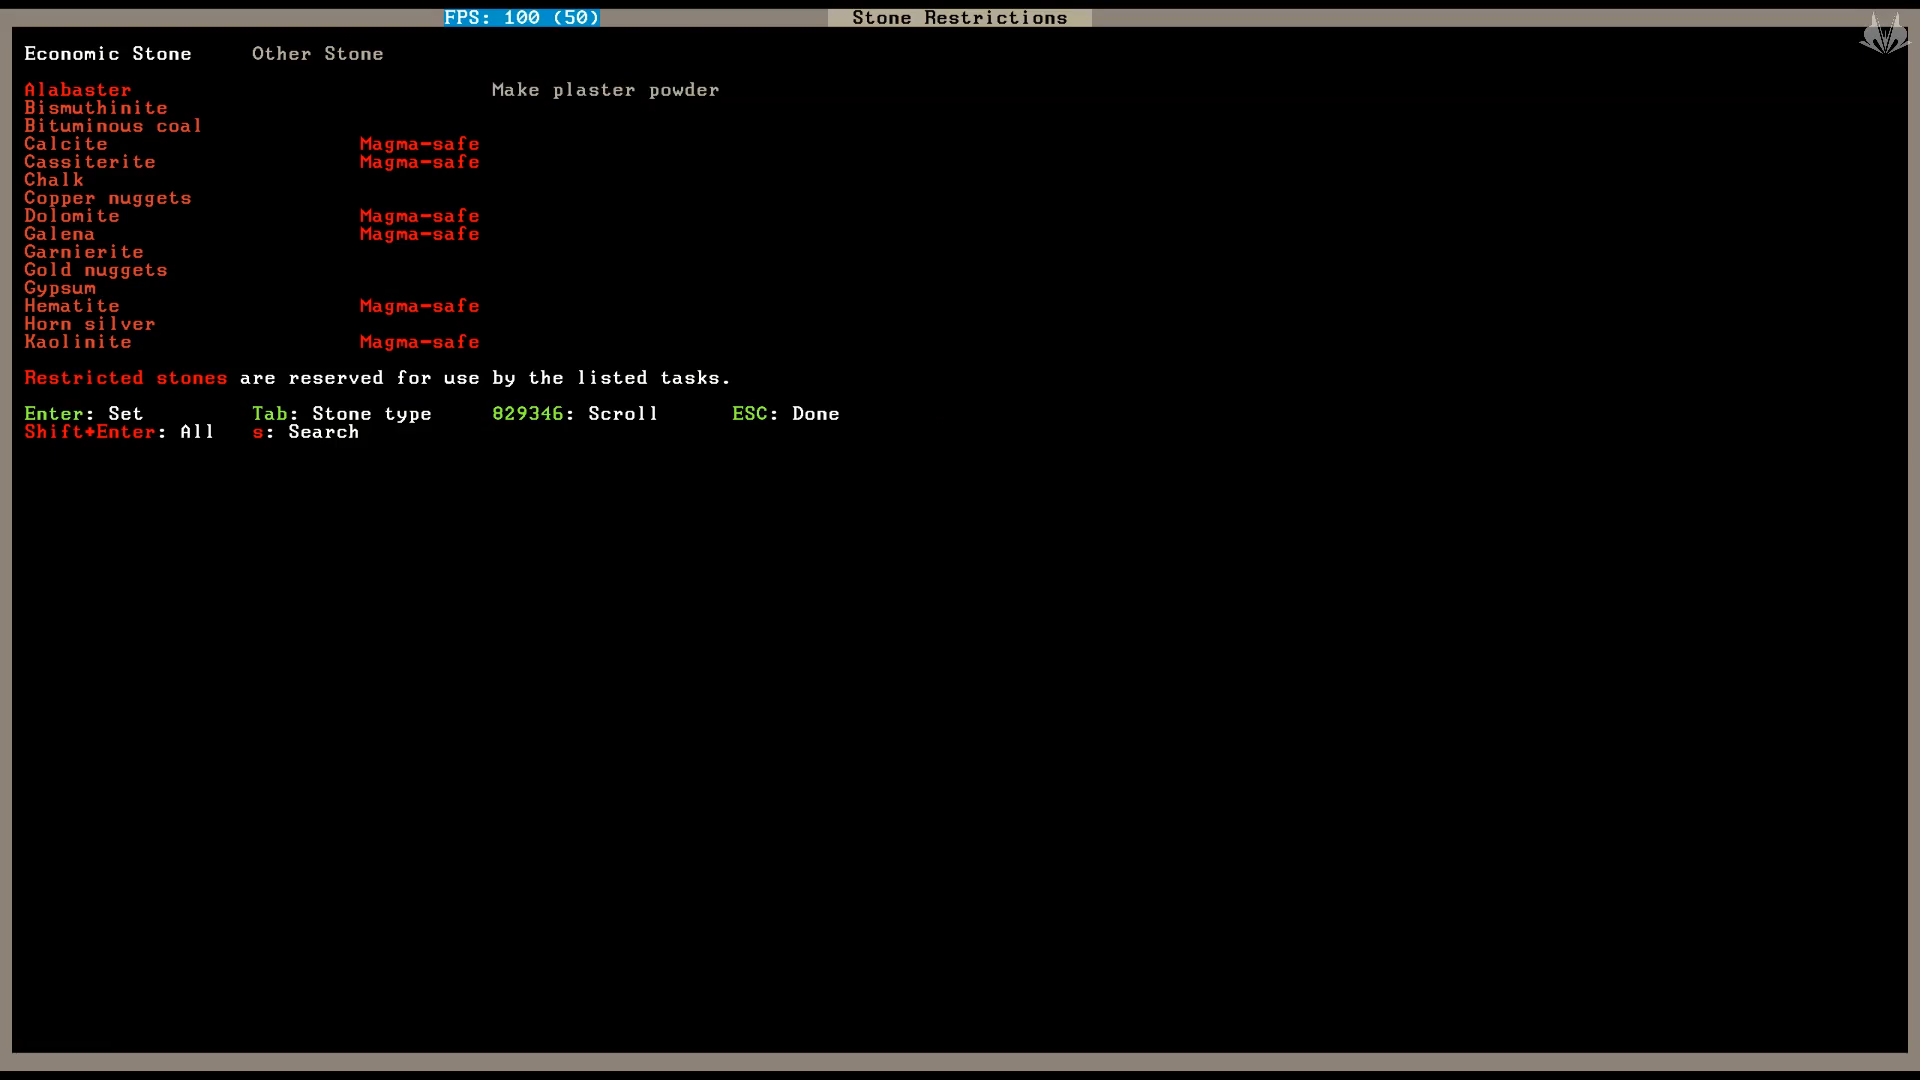 FPS: 100 (50) Stone Restrictions
Economic Stone Other Stone
Alabaster Make plaster powder
Bismuthinite
Bituminous coal
Calcite Magma-safe
Cassiterite Magma-safe
Chalk
Copper nuggets
Dolomite Magma-safe
Galena Magma-safe
Garnierite
Gold nuggets
Gypsum
Hematite Magma-safe
Horn silver
Kaolinite Magma-safe
Restricted stones are reserved for use by the listed tasks.
Enter: Set Tab: Stone type 829346: Scroll ESC: Done
Shift+Enter: All s: Search